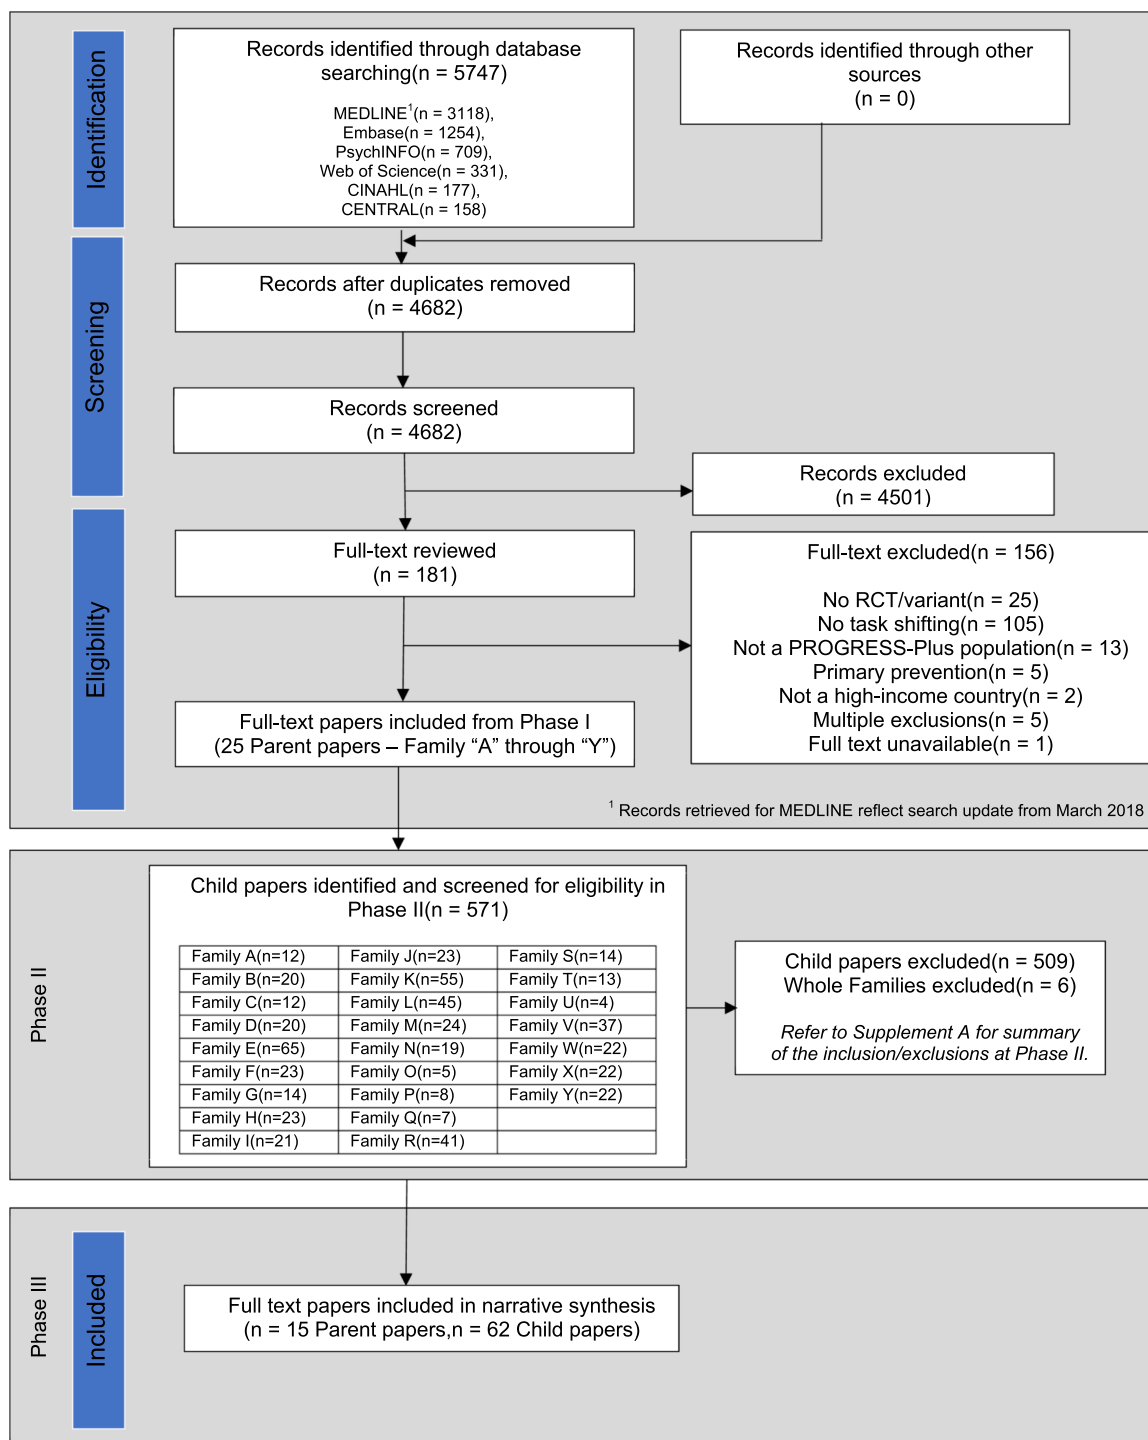 Identification
Records identified through database
searching(n = 5747)
MEDLINE¹(n = 3118),
Embase(n = 1254),
PsychINFO(n = 709),
Web of Science(n = 331),
CINAHL(n = 177),
CENTRAL(n = 158)
Records identified through other
sources
(n = 0)
Screening
Records after duplicates removed
(n = 4682)
Records screened
(n = 4682)
Records excluded
(n = 4501)
Eligibility
Full-text reviewed
(n = 181)
Full-text excluded(n = 156)
No RCT/variant(n = 25)
No task shifting(n = 105)
Not a PROGRESS-Plus population(n = 13)
Primary prevention(n = 5)
Not a high-income country(n = 2)
Multiple exclusions(n = 5)
Full text unavailable(n = 1)
Full-text papers included from Phase I
(25 Parent papers – Family “A” through “Y”)
¹ Records retrieved for MEDLINE reflect search update from March 2018
Phase II
Child papers identified and screened for eligibility in
Phase II(n = 571)
Family A(n=12) Family J(n=23) Family S(n=14)
Family B(n=20) Family K(n=55) Family T(n=13)
Family C(n=12) Family L(n=45) Family U(n=4)
Family D(n=20) Family M(n=24) Family V(n=37)
Family E(n=65) Family N(n=19) Family W(n=22)
Family F(n=23) Family O(n=5) Family X(n=22)
Family G(n=14) Family P(n=8) Family Y(n=22)
Family H(n=23) Family Q(n=7)
Family I(n=21) Family R(n=41)
Child papers excluded(n = 509)
Whole Families excluded(n = 6)
Refer to Supplement A for summary
of the inclusion/exclusions at Phase II.
Phase III
Included
Full text papers included in narrative synthesis
(n = 15 Parent papers,n = 62 Child papers)